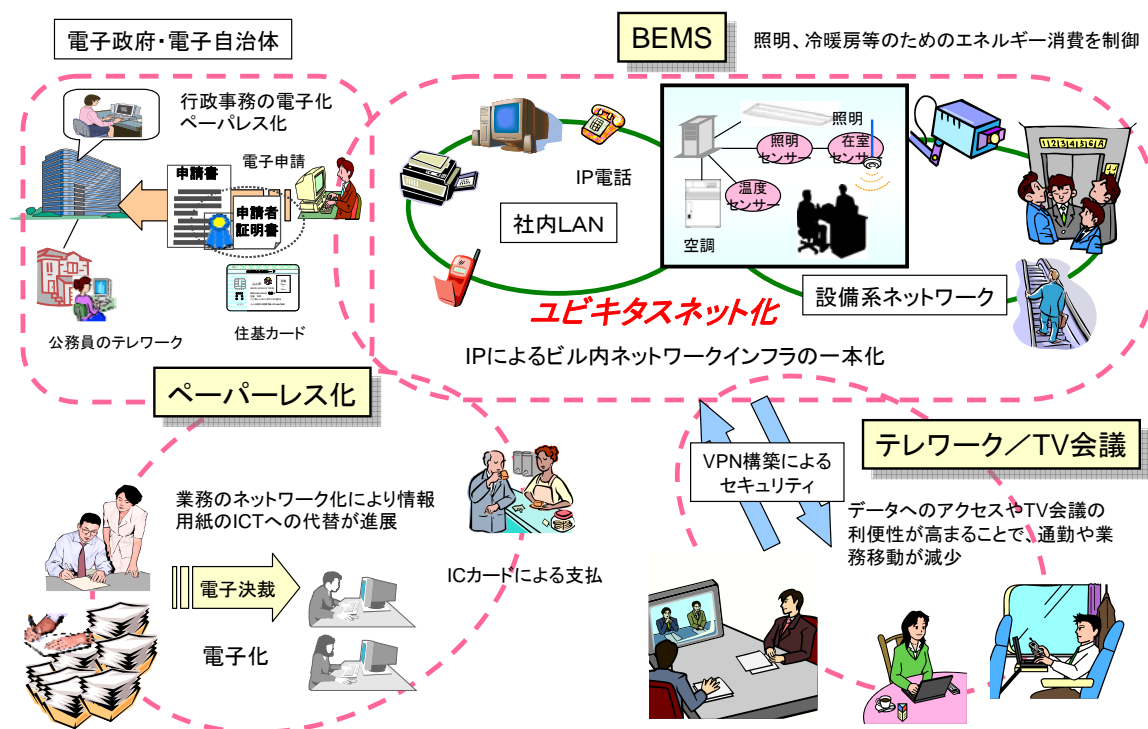 電子政府・電子自治体
行政事務の電子化
ペーパレス化
電子申請
申請書
申請者
証明書
公務員のテレワーク
住基カード
BEMS
照明、冷暖房等のためのエネルギー消費を制御
IP電話
社内LAN
照明
照明
センサー
在室
センサー
温度
センサー
空調
設備系ネットワーク
ユビキタスネット化
IPによるビル内ネットワークインフラの一本化
ペーパーレス化
業務のネットワーク化により情報
用紙のICTへの代替が進展
電子決裁
電子化
ICカードによる支払
VPN構築による
セキュリティ
テレワーク／TV会議
データへのアクセスやTV会議の
利便性が高まることで、通勤や業
務移動が減少